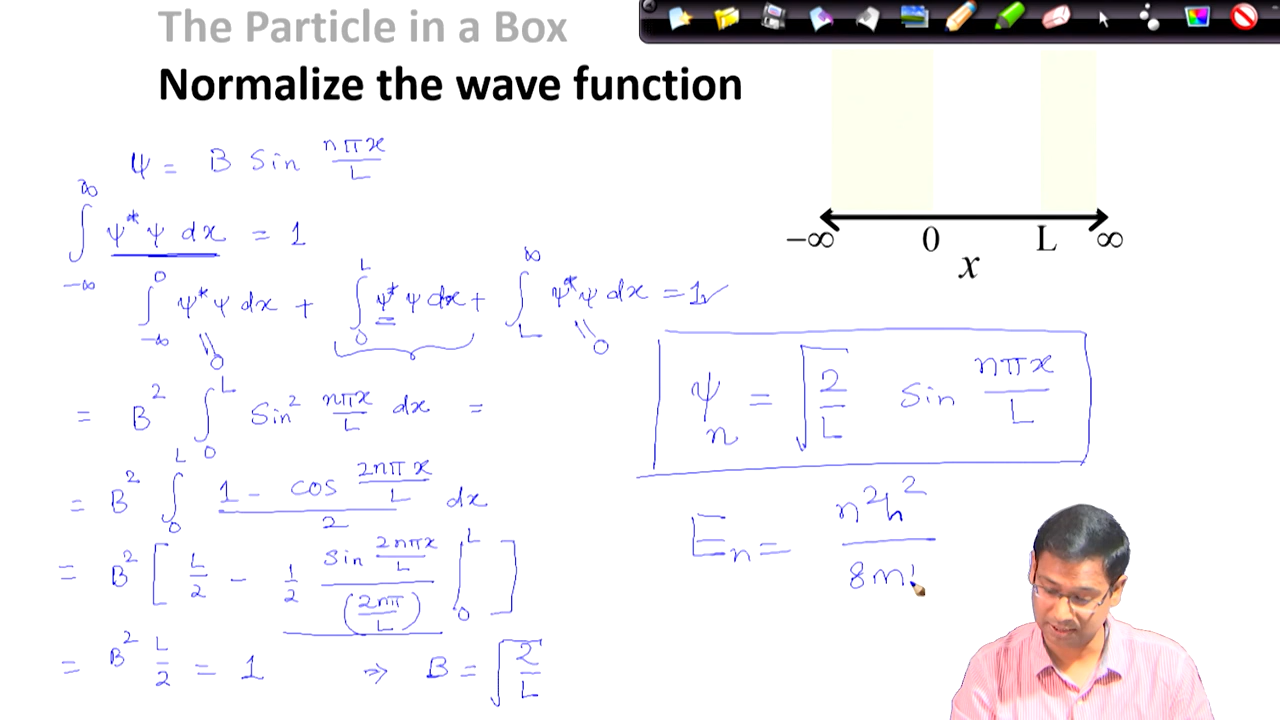 The Particle in a Box
Normalize the wave function
ψ = B Sin nπx/L
∫_{-∞}^{∞} ψ*ψ dx = 1
∫_{-∞}^{0} ψ*ψ dx + ∫_{0}^{L} ψ*ψ dx + ∫_{L}^{∞} ψ*ψ dx = 1 ✓
0 0
= B² ∫_{0}^{L} Sin² nπx/L dx =
= B² ∫_{0}^{L} (1 - cos 2nπx/L)/2 dx
= B² [ L/2 - 1/2 sin 2nπx/L / (2nπ/L) |_{0}^{L} ]
= B² L/2 = 1 ⇒ B = √(2/L)
-∞ 0 L ∞
x
ψ_n = √(2/L) Sin nπx/L
E_n = n²h²/8m